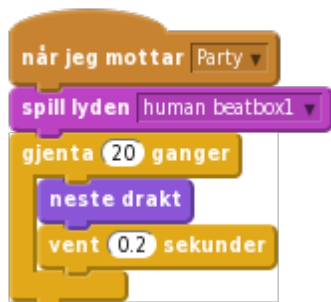 når jeg mottar Party
spill lyden human beatbox1
gjenta 20 ganger
neste drakt
vent 0.2 sekunder